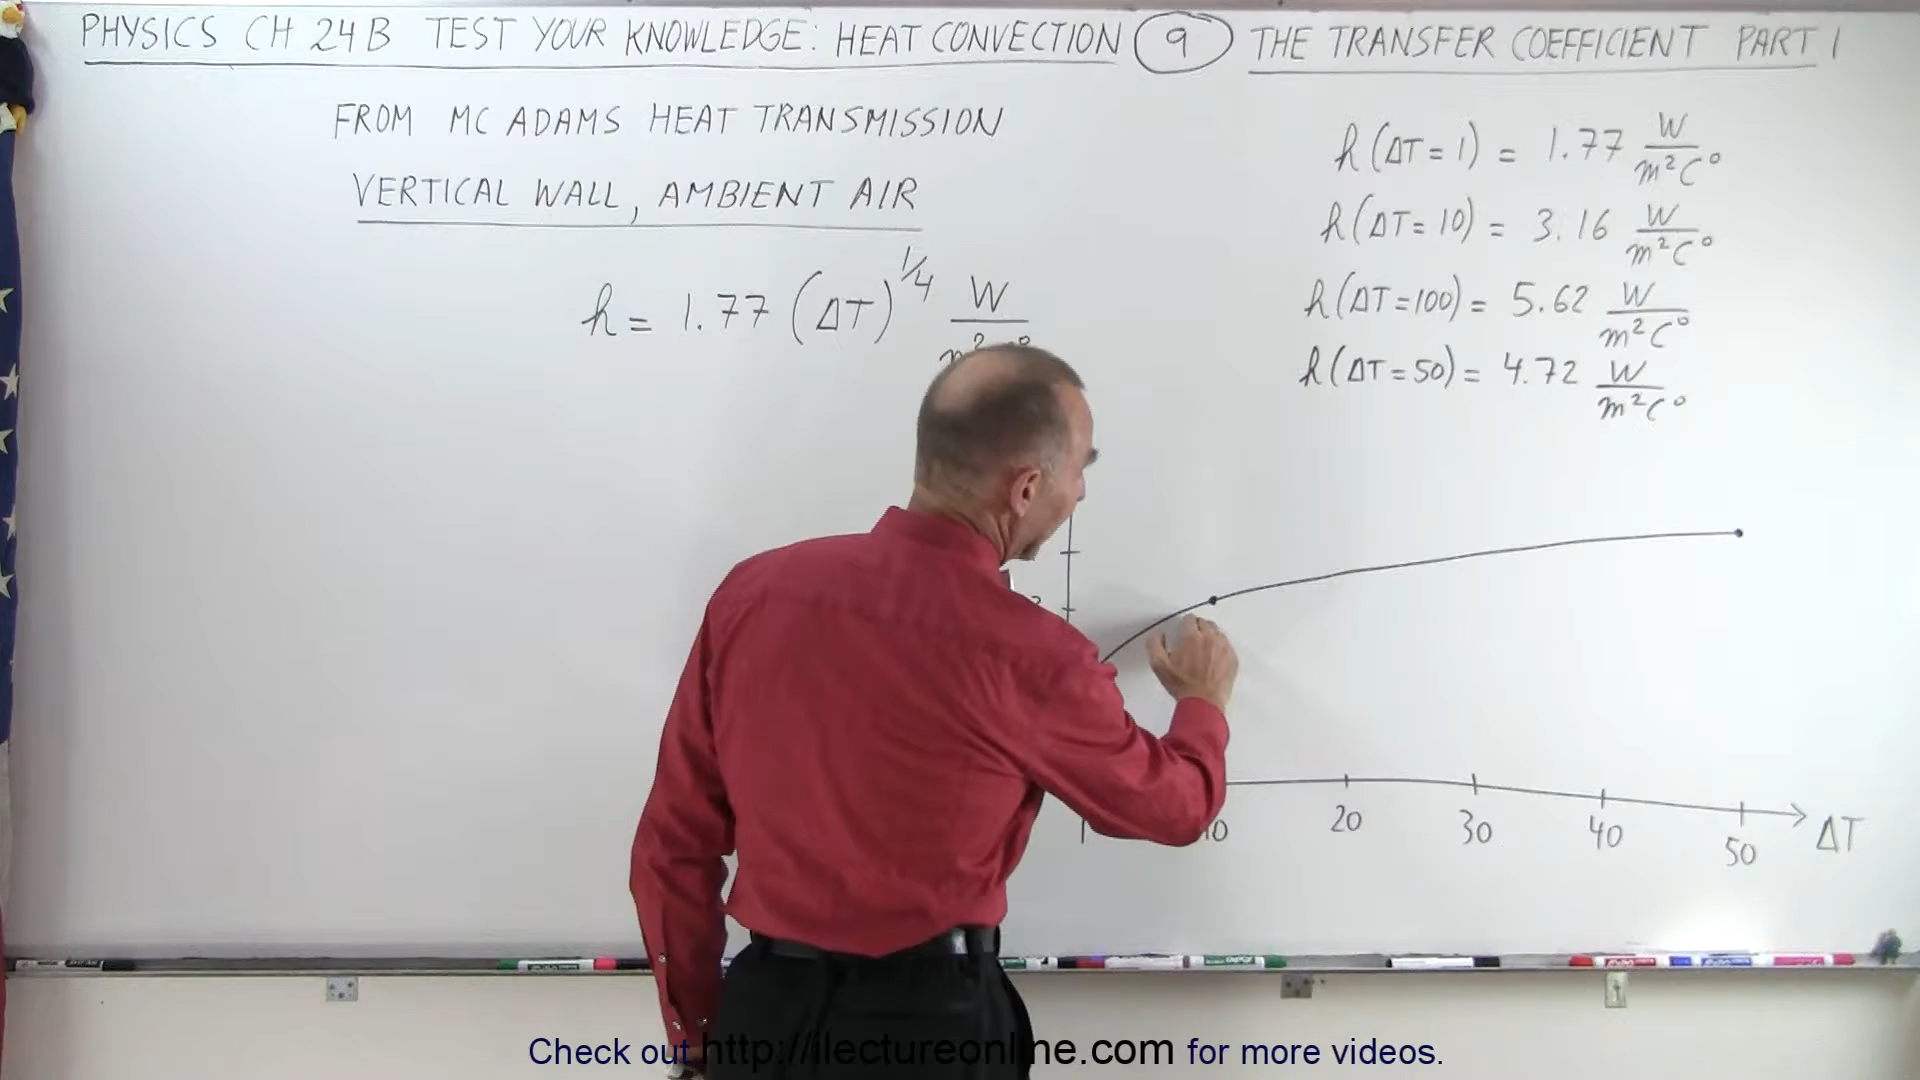 PHYSICS CH 24B TEST YOUR KNOWLEDGE: HEAT CONVECTION 9 THE TRANSFER COEFFICIENT PART 1
FROM MC ADAMS HEAT TRANSMISSION
VERTICAL WALL, AMBIENT AIR
h = 1.77 (ΔT)^1/4 W
h(ΔT=1) = 1.77 W/m²C°
h(ΔT=10) = 3.16 W/m²C°
h(ΔT=100) = 5.62 W/m²C°
h(ΔT=50) = 4.72 W/m²C°
10 20 30 40 50 ΔT
Check out http://ilectureonline.com for more videos.